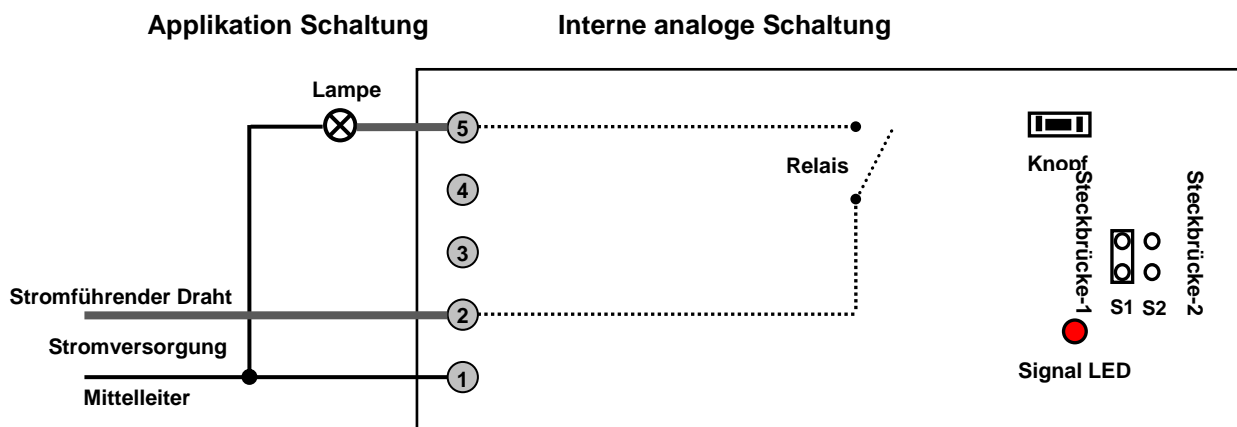 Applikation Schaltung
Interne analoge Schaltung
Lampe
5
4
3
2
1
Relais
Knopf
Steckbrücke-1
Steckbrücke-2
S1 S2
Signal LED
Stromführender Draht
Stromversorgung
Mittelleiter